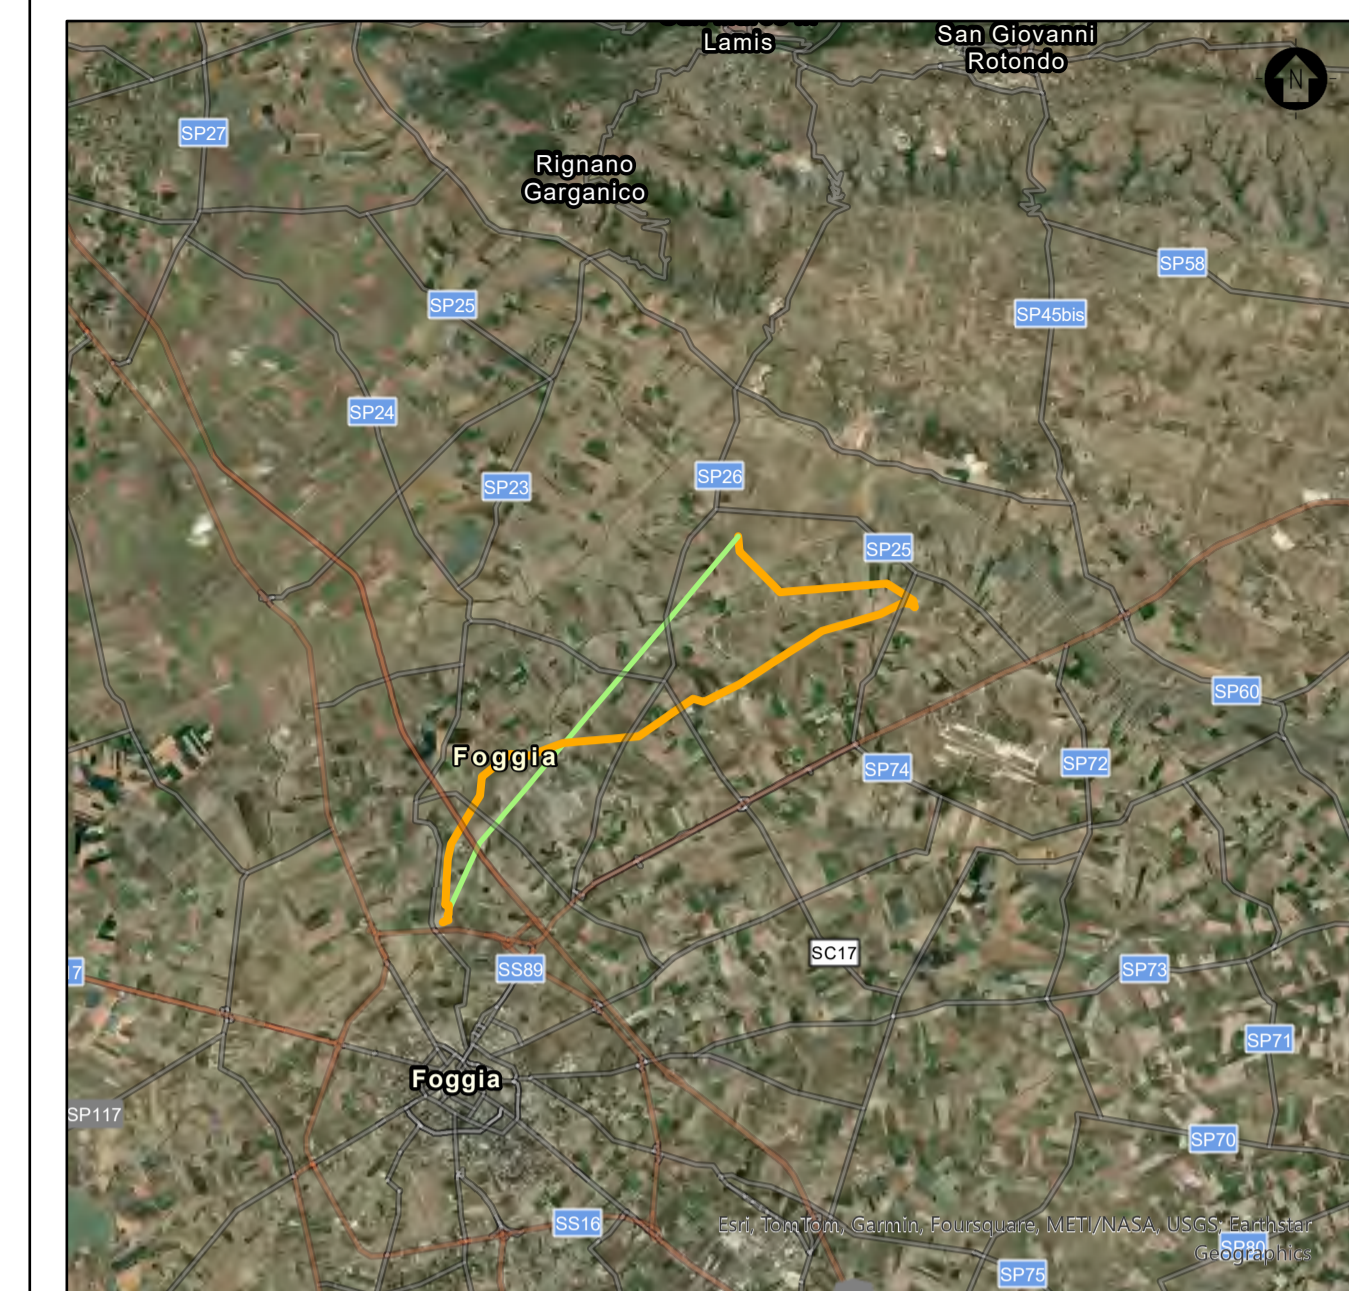 Lamis
San Giovanni
Rotondo
N
SP27
Rignano
Garganico
SP58
SP25
SP45bis
SP24
SP26
SP23
SP25
SP60
Foggia
SP72
SP74
SC17
SS89
SP73
7
SP71
Foggia
SP117
SP70
SS16
Esri, TomTom, Garmin, Foursquare, METI/NASA, USGS, Earthstar
Geographics
SP80
SP75